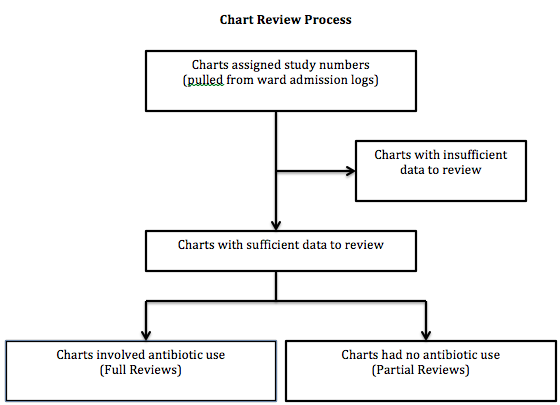 Chart Review Process
Charts assigned study numbers
(pulled from ward admission logs)
Charts with insufficient
data to review
Charts with sufficient data to review
Charts involved antibiotic use
(Full Reviews)
Charts had no antibiotic use
(Partial Reviews)